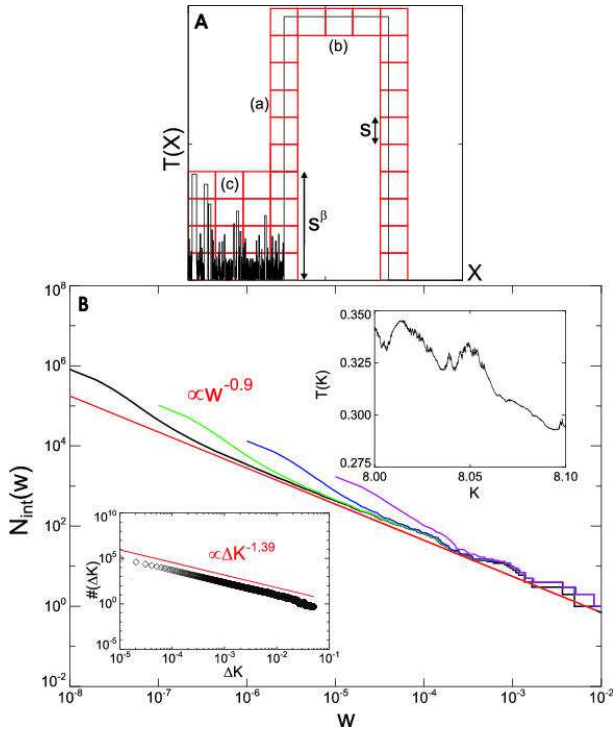 A
T(X)
(a)
(b)
(c)
S
S^β
X
B
10^8
10^6
10^4
10^2
10^0
10^-2
N_int(w)
10^-8
10^-7
10^-6
10^-5
10^-4
10^-3
10^-2
W
∝w^-0.9
0.350
0.325
0.300
0.275
T(K)
8.00
8.05
8.10
K
10^10
10^5
10^0
10^-5
#(ΔK)
∝ΔK^-1.39
10^-5
10^-4
10^-3
10^-2
10^-1
ΔK